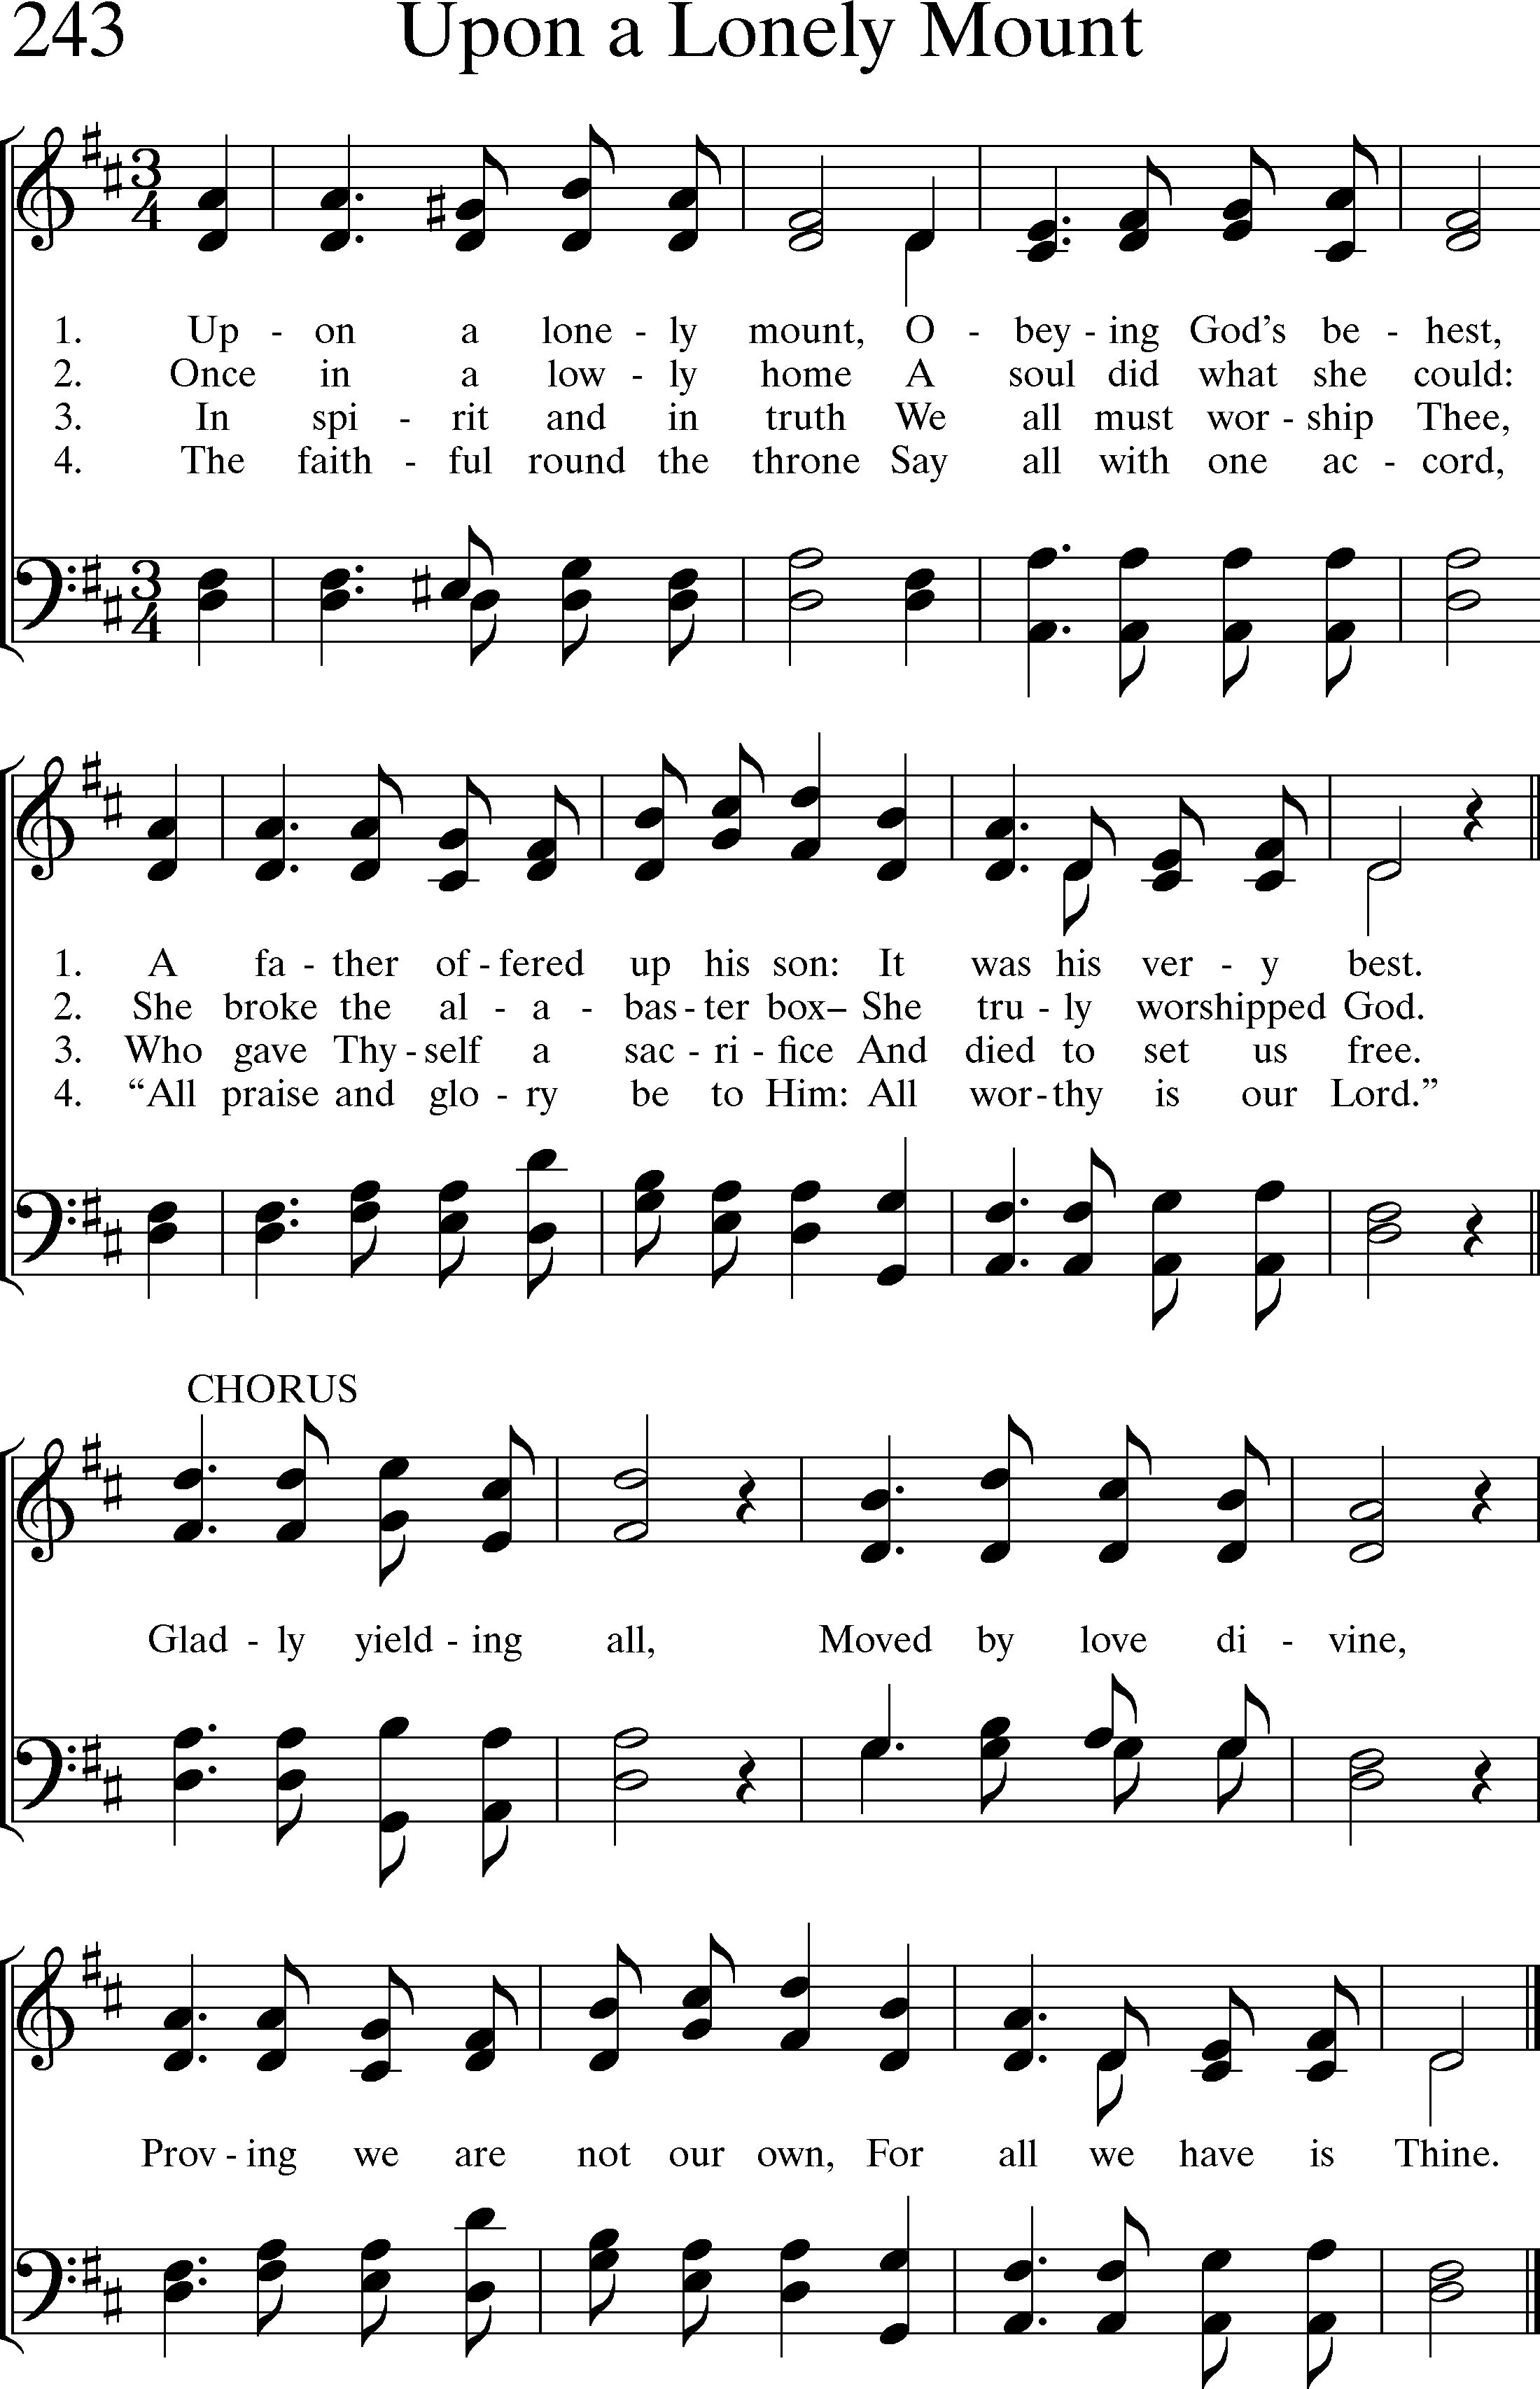 243 Upon a Lonely Mount
3
4
1. Up - on a lone - ly mount, O - bey - ing God’s be - hest,
2. Once in a low - ly home A soul did what she could:
3. In spi - rit and in truth We all must wor - ship Thee,
4. The faith - ful round the throne Say all with one ac - cord,
3
4
1. A fa - ther of - fered up his son: It was his ver - y best.
2. She broke the al - a - bas - ter box– She tru - ly worshipped God.
3. Who gave Thy - self a sac - ri - fice And died to set us free.
4. “All praise and glo - ry be to Him: All wor - thy is our Lord.”
CHORUS
Glad - ly yield - ing all, Moved by love di - vine,
Prov - ing we are not our own, For all we have is Thine.